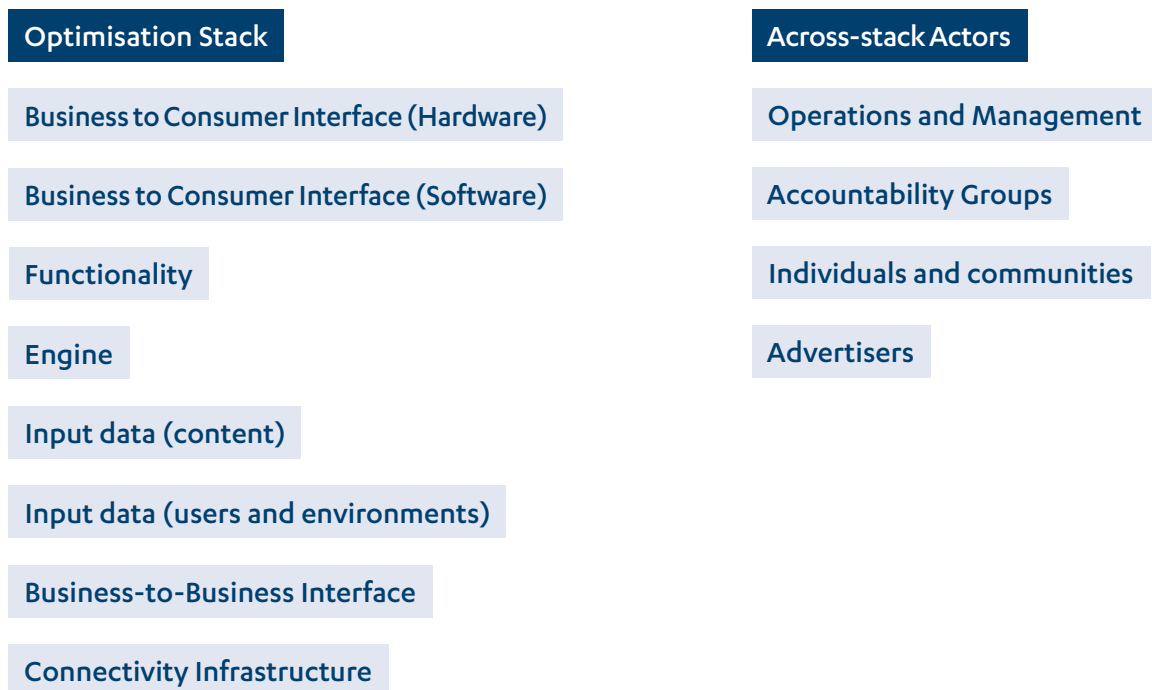 Optimisation Stack
Business to Consumer Interface (Hardware)
Business to Consumer Interface (Software)
Functionality
Engine
Input data (content)
Input data (users and environments)
Business-to-Business Interface
Connectivity Infrastructure
Across-stack Actors
Operations and Management
Accountability Groups
Individuals and communities
Advertisers